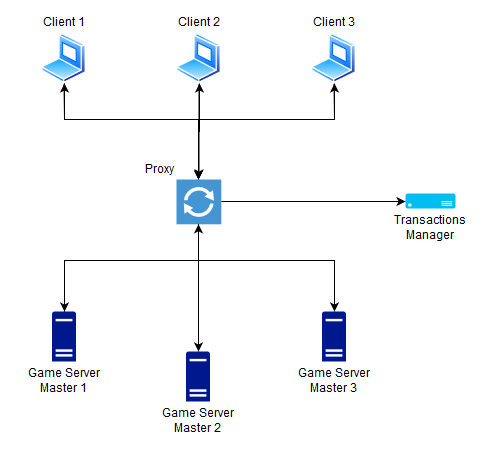 Client 1
Client 2
Client 3
Proxy
Transactions
Manager
Game Server
Master 1
Game Server
Master 2
Game Server
Master 3